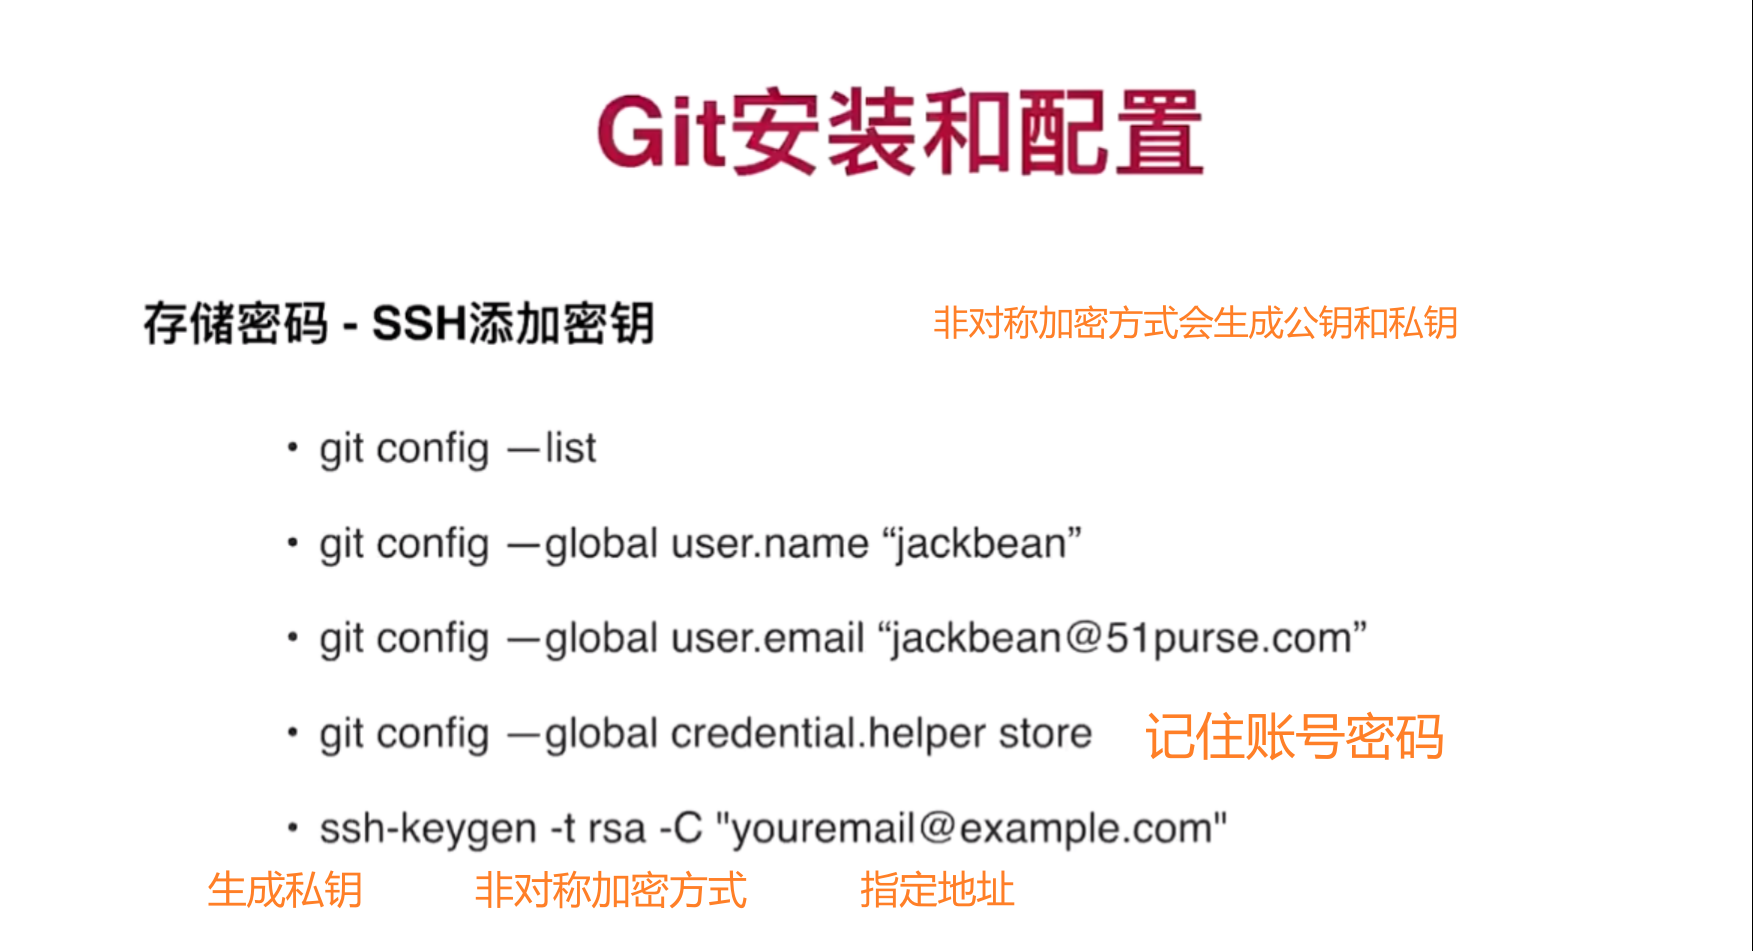 Git安装和配置
存储密码 - SSH添加密钥
非对称加密方式会生成公钥和私钥
• git config —list
• git config —global user.name “jackbean”
• git config —global user.email “jackbean@51purse.com”
• git config —global credential.helper store
记住账号密码
• ssh-keygen -t rsa -C "youremail@example.com"
生成私钥 非对称加密方式 指定地址